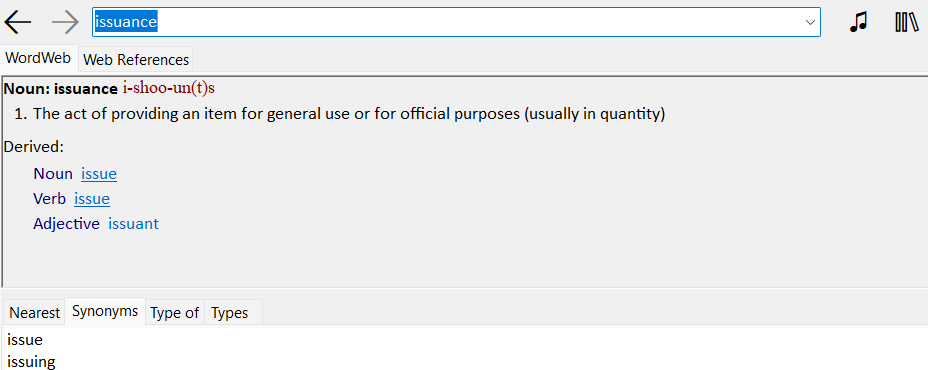 issuance
WordWeb Web References
Noun: issuance i-shoo-un(t)s
1. The act of providing an item for general use or for official purposes (usually in quantity)
Derived:
Noun issue
Verb issue
Adjective issuant
Nearest Synonyms Type of Types
issue
issuing